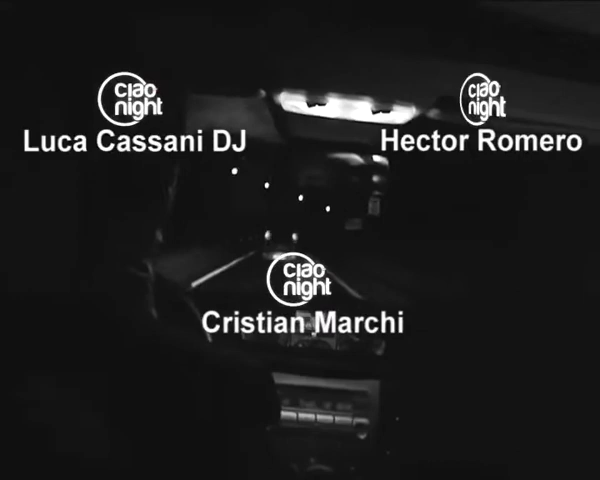 ciao
night
Luca Cassani DJ
ciao
night
Hector Romero
ciao
night
Cristian Marchi